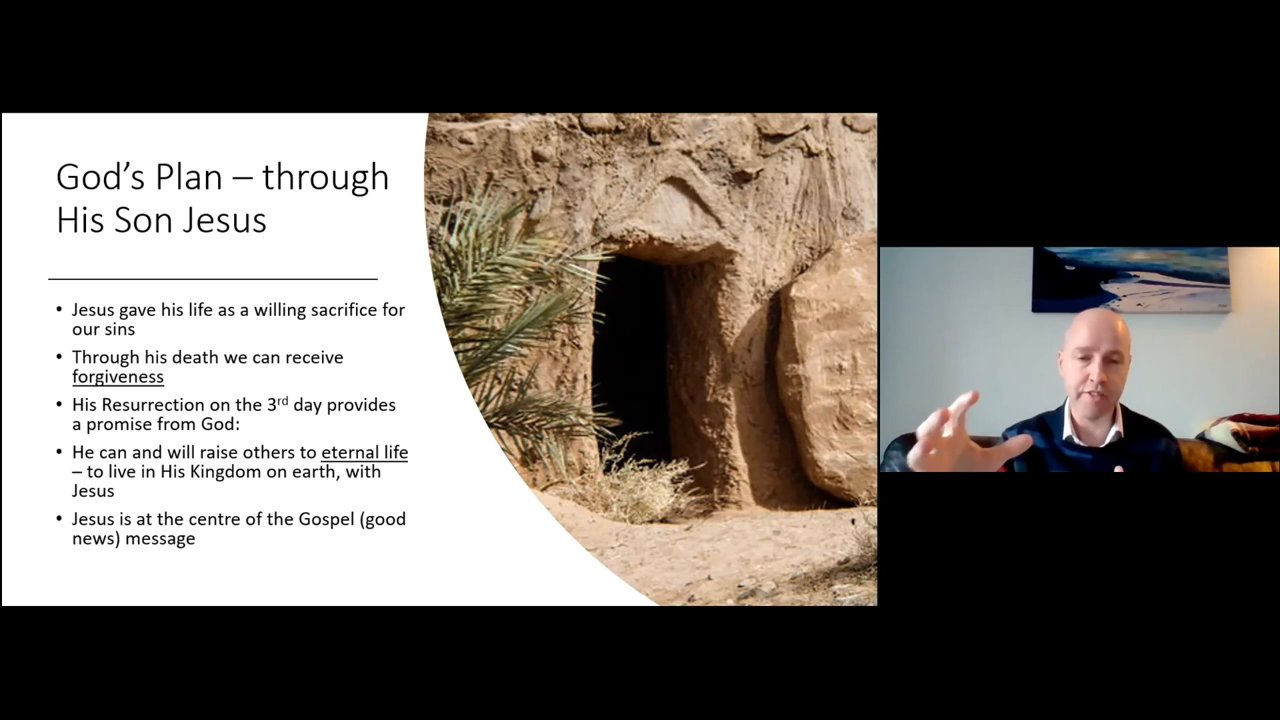 God’s Plan – through
His Son Jesus
• Jesus gave his life as a willing sacrifice for
our sins
• Through his death we can receive
forgiveness
• His Resurrection on the 3rd day provides
a promise from God:
• He can and will raise others to eternal life
– to live in His Kingdom on earth, with
Jesus
• Jesus is at the centre of the Gospel (good
news) message